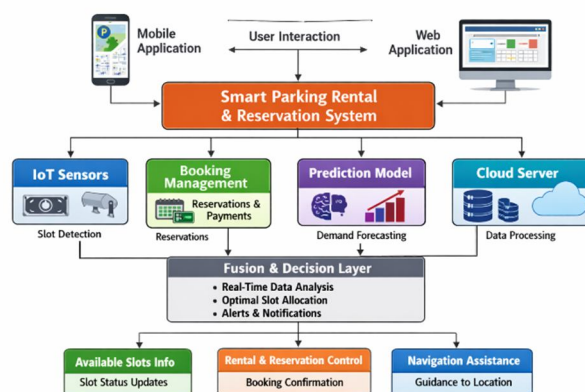 Mobile
Application
User Interaction
Web
Application
Smart Parking Rental
& Reservation System
IoT Sensors
Slot Detection
Booking
Management
Reservations &
Payments
Reservations
Prediction Model
Demand Forecasting
Cloud Server
Data Processing
Fusion & Decision Layer
• Real-Time Data Analysis
• Optimal Slot Allocation
• Alerts & Notifications
Available Slots Info
Slot Status Updates
Rental & Reservation Control
Booking Confirmation
Navigation Assistance
Guidance to Location